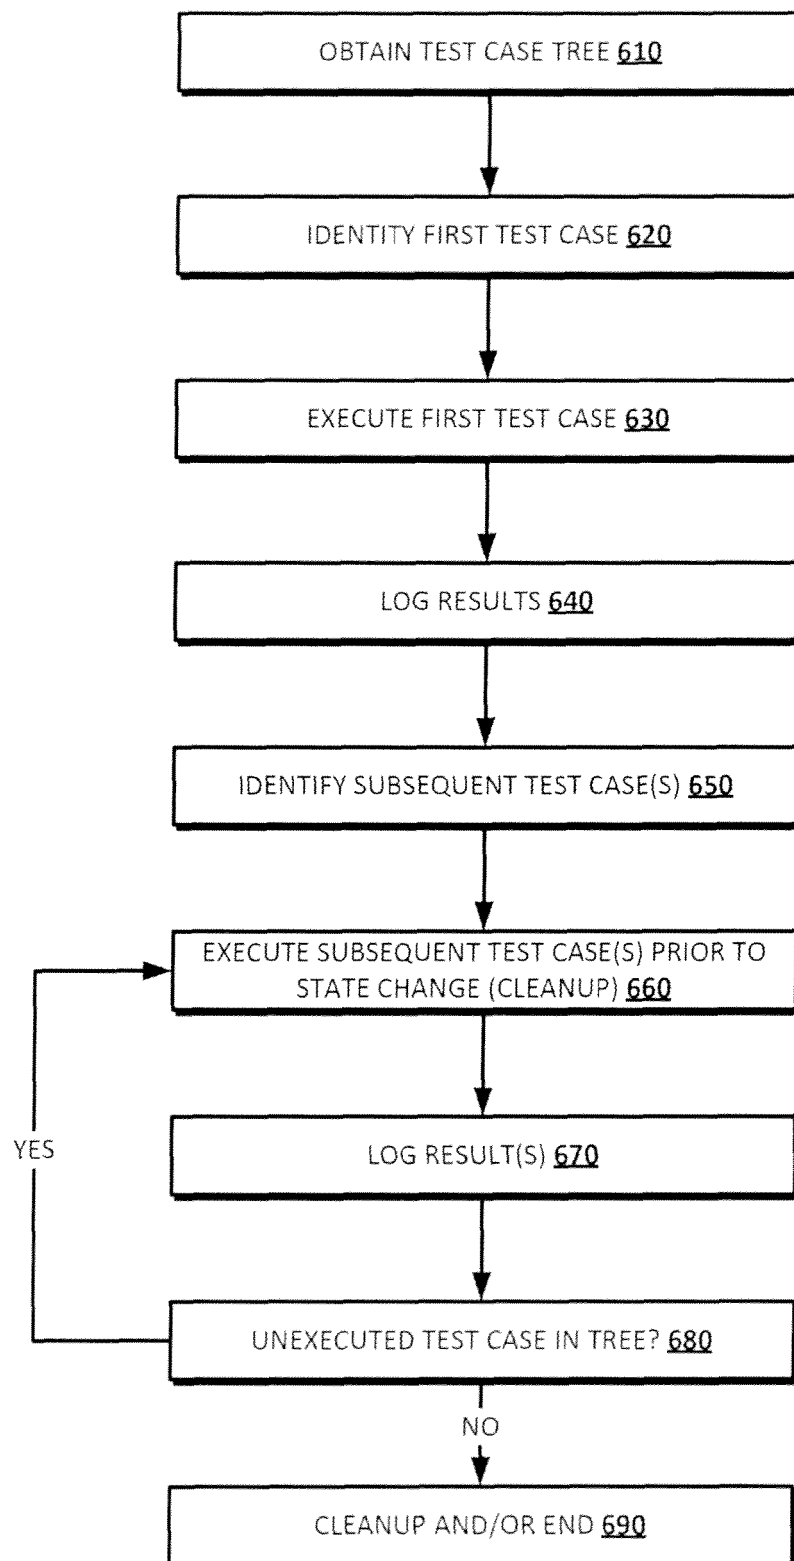 OBTAIN TEST CASE TREE 610
IDENTITY FIRST TEST CASE 620
EXECUTE FIRST TEST CASE 630
LOG RESULTS 640
IDENTIFY SUBSEQUENT TEST CASE(S) 650
EXECUTE SUBSEQUENT TEST CASE(S) PRIOR TO
STATE CHANGE (CLEANUP) 660
YES
LOG RESULT(S) 670
UNEXECUTED TEST CASE IN TREE? 680
NO
CLEANUP AND/OR END 690